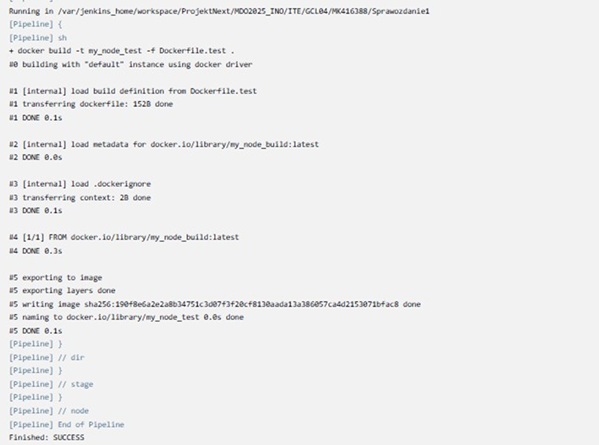 Running in /var/jenkins_home/workspace/ProjektNext/MDO2025_INO/ITE/GCL04/MK416388/Sprawozdanie1
[Pipeline] {
[Pipeline] sh
+ docker build -t my_node_test -f Dockerfile.test .
#0 building with "default" instance using docker driver
#1 [internal] load build definition from Dockerfile.test
#1 transferring dockerfile: 152B done
#1 DONE 0.1s
#2 [internal] load metadata for docker.io/library/my_node_build:latest
#2 DONE 0.0s
#3 [internal] load .dockerignore
#3 transferring context: 2B done
#3 DONE 0.1s
#4 [1/1] FROM docker.io/library/my_node_build:latest
#4 DONE 0.3s
#5 exporting to image
#5 exporting layers done
#5 writing image sha256:190f8e6a2e2a8b34751c3d07f3f20cf8130aada13a386057ca4d2153071bfac8 done
#5 naming to docker.io/library/my_node_test 0.0s done
#5 DONE 0.1s
[Pipeline] }
[Pipeline] // dir
[Pipeline] }
[Pipeline] // stage
[Pipeline] }
[Pipeline] // node
[Pipeline] End of Pipeline
Finished: SUCCESS